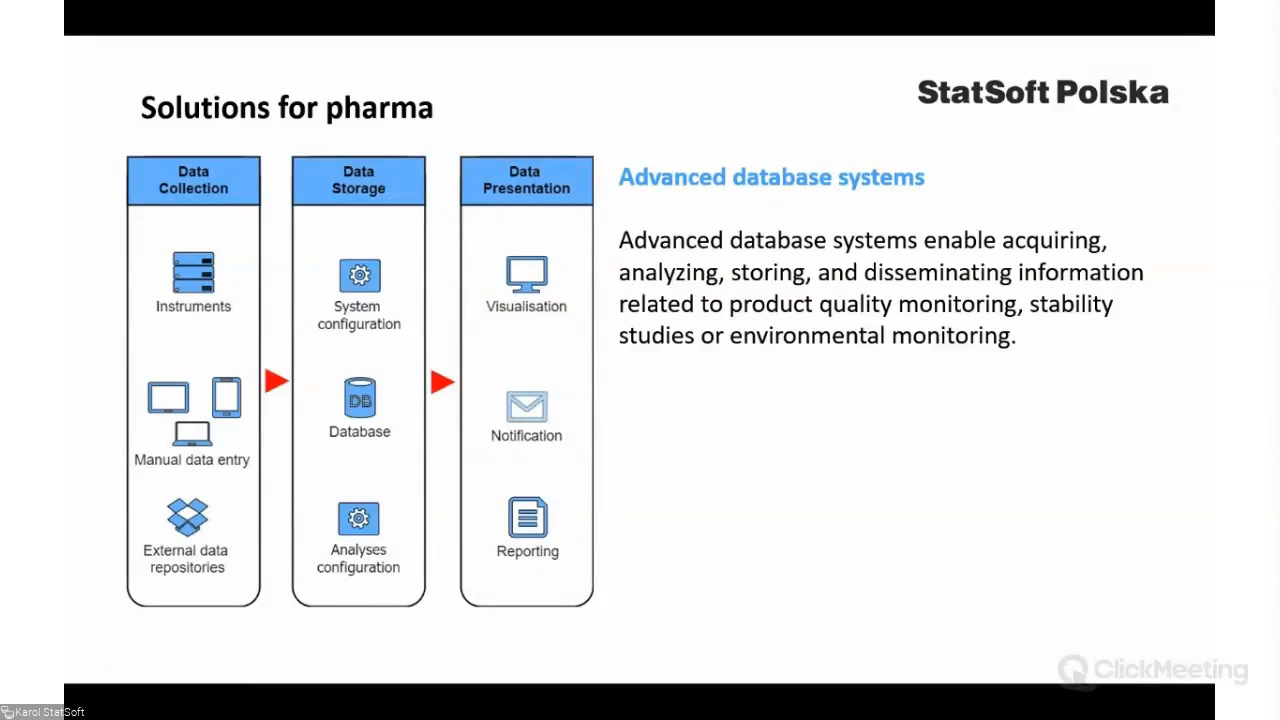 Solutions for pharma
StatSoft Polska
Data
Collection
Instruments
Manual data entry
External data
repositories
Data
Storage
System
configuration
DB
Database
Analyses
configuration
Data
Presentation
Visualisation
Notification
Reporting
Advanced database systems
Advanced database systems enable acquiring,
analyzing, storing, and disseminating information
related to product quality monitoring, stability
studies or environmental monitoring.
ClickMeeting
Karol StatSoft